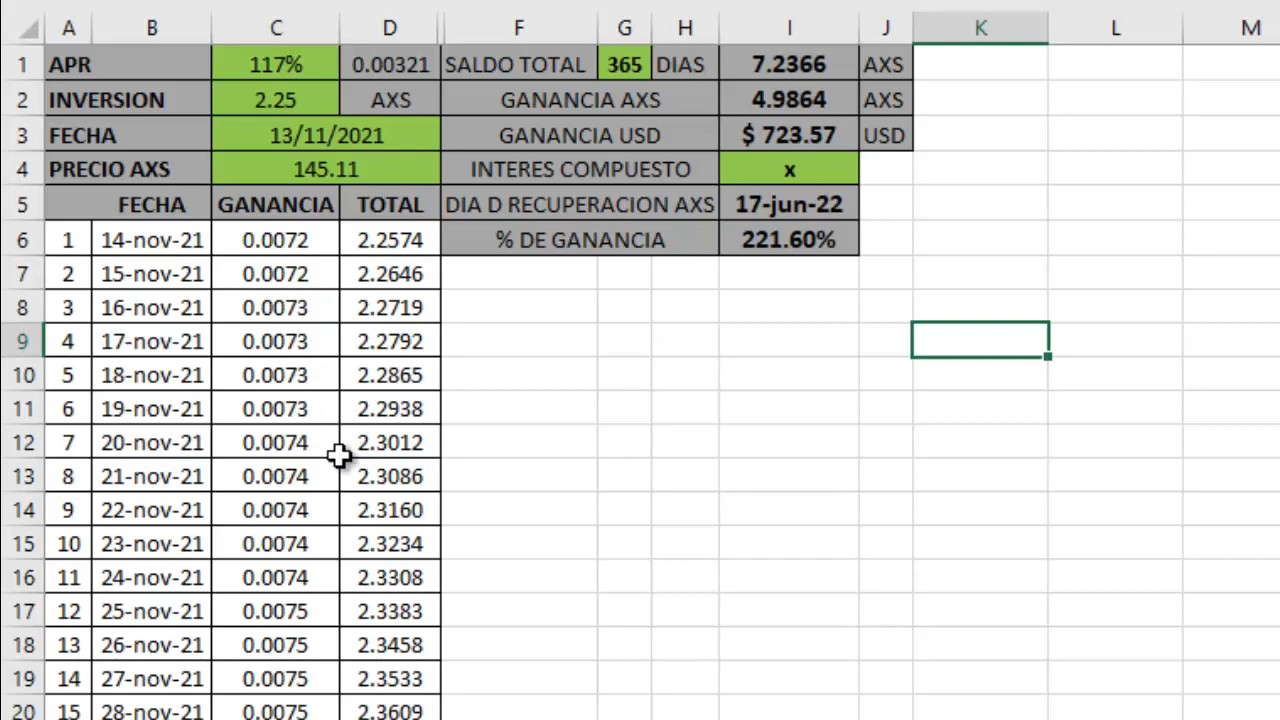 A B C D F G H I J K L M
1 APR 117% 0.00321 SALDO TOTAL 365 DIAS 7.2366 AXS
2 INVERSION 2.25 AXS GANANCIA AXS 4.9864 AXS
3 FECHA 13/11/2021 GANANCIA USD $ 723.57 USD
4 PRECIO AXS 145.11 INTERES COMPUESTO x
5 FECHA GANANCIA TOTAL DIA D RECUPERACION AXS 17-jun-22
6 1 14-nov-21 0.0072 2.2574 % DE GANANCIA 221.60%
7 2 15-nov-21 0.0072 2.2646
8 3 16-nov-21 0.0073 2.2719
9 4 17-nov-21 0.0073 2.2792
10 5 18-nov-21 0.0073 2.2865
11 6 19-nov-21 0.0073 2.2938
12 7 20-nov-21 0.0074 2.3012
13 8 21-nov-21 0.0074 2.3086
14 9 22-nov-21 0.0074 2.3160
15 10 23-nov-21 0.0074 2.3234
16 11 24-nov-21 0.0074 2.3308
17 12 25-nov-21 0.0075 2.3383
18 13 26-nov-21 0.0075 2.3458
19 14 27-nov-21 0.0075 2.3533
20 15 28-nov-21 0.0075 2.3609